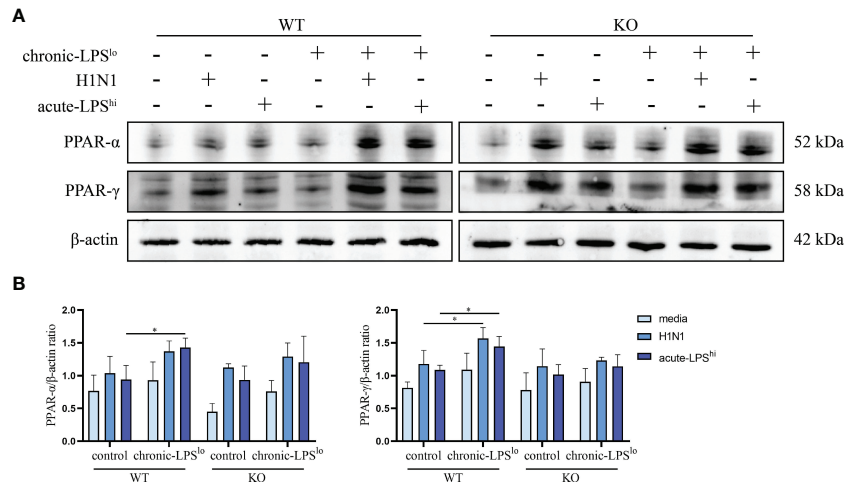 A
WT KO
chronic-LPSˡᵒ - - - + + + - - - + + +
H1N1 - + - - + - - + - - + -
acute-LPSʰⁱ - - + - - + - - + - - +
PPAR-α 52 kDa
PPAR-γ 58 kDa
β-actin 42 kDa
B
PPAR-α/β-actin ratio
2.0
1.5
1.0
0.5
0.0
*
control chronic-LPSˡᵒ control chronic-LPSˡᵒ
WT KO
PPAR-γ/β-actin ratio
2.0
1.5
1.0
0.5
0.0
*
*
control chronic-LPSˡᵒ control chronic-LPSˡᵒ
WT KO
media
H1N1
acute-LPSʰⁱ